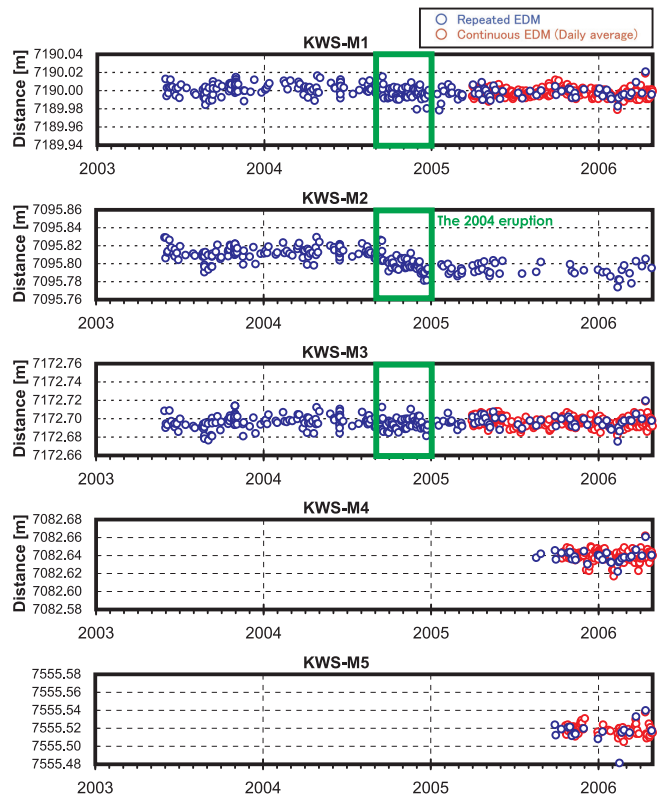 Repeated EDM
Continuous EDM (Daily average)
KWS-M1
Distance [m]
7190.04
7190.02
7190.00
7189.98
7189.96
7189.94
2003 2004 2005 2006
KWS-M2
Distance [m]
7095.86
7095.84
7095.82
7095.80
7095.78
7095.76
The 2004 eruption
2003 2004 2005 2006
KWS-M3
Distance [m]
7172.76
7172.74
7172.72
7172.70
7172.68
7172.66
2003 2004 2005 2006
KWS-M4
Distance [m]
7082.68
7082.66
7082.64
7082.62
7082.60
7082.58
2003 2004 2005 2006
KWS-M5
7555.58
7555.56
7555.54
7555.52
7555.50
7555.48
2003 2004 2005 2006